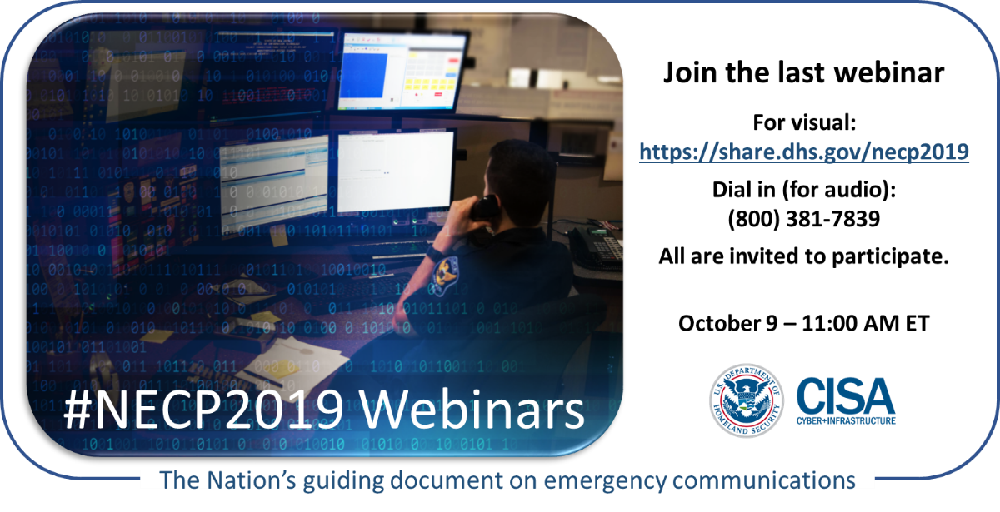 #NECP2019 Webinars
Join the last webinar
For visual:
https://share.dhs.gov/necp2019
Dial in (for audio):
(800) 381-7839
All are invited to participate.
October 9 – 11:00 AM ET
U.S. DEPARTMENT OF
HOMELAND SECURITY
CISA
CYBER+INFRASTRUCTURE
The Nation’s guiding document on emergency communications